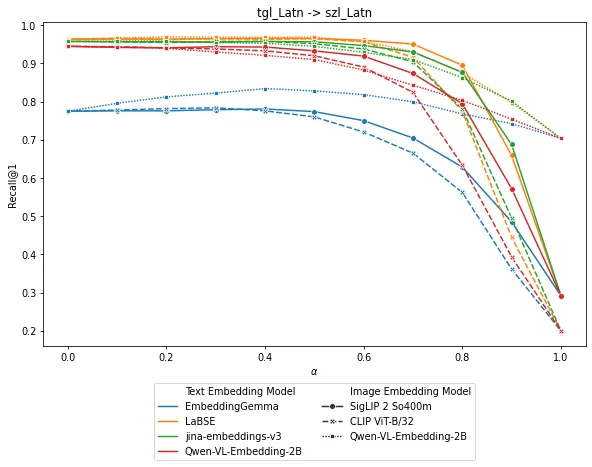 tgl_Latn -> szl_Latn
1.0
0.9
0.8
0.7
0.6
0.5
0.4
0.3
0.2
Recall@1
0.0 0.2 0.4 0.6 0.8 1.0
α
Text Embedding Model Image Embedding Model
EmbeddingGemma SigLIP 2 So400m
LaBSE CLIP ViT-B/32
jina-embeddings-v3 Qwen-VL-Embedding-2B
Qwen-VL-Embedding-2B